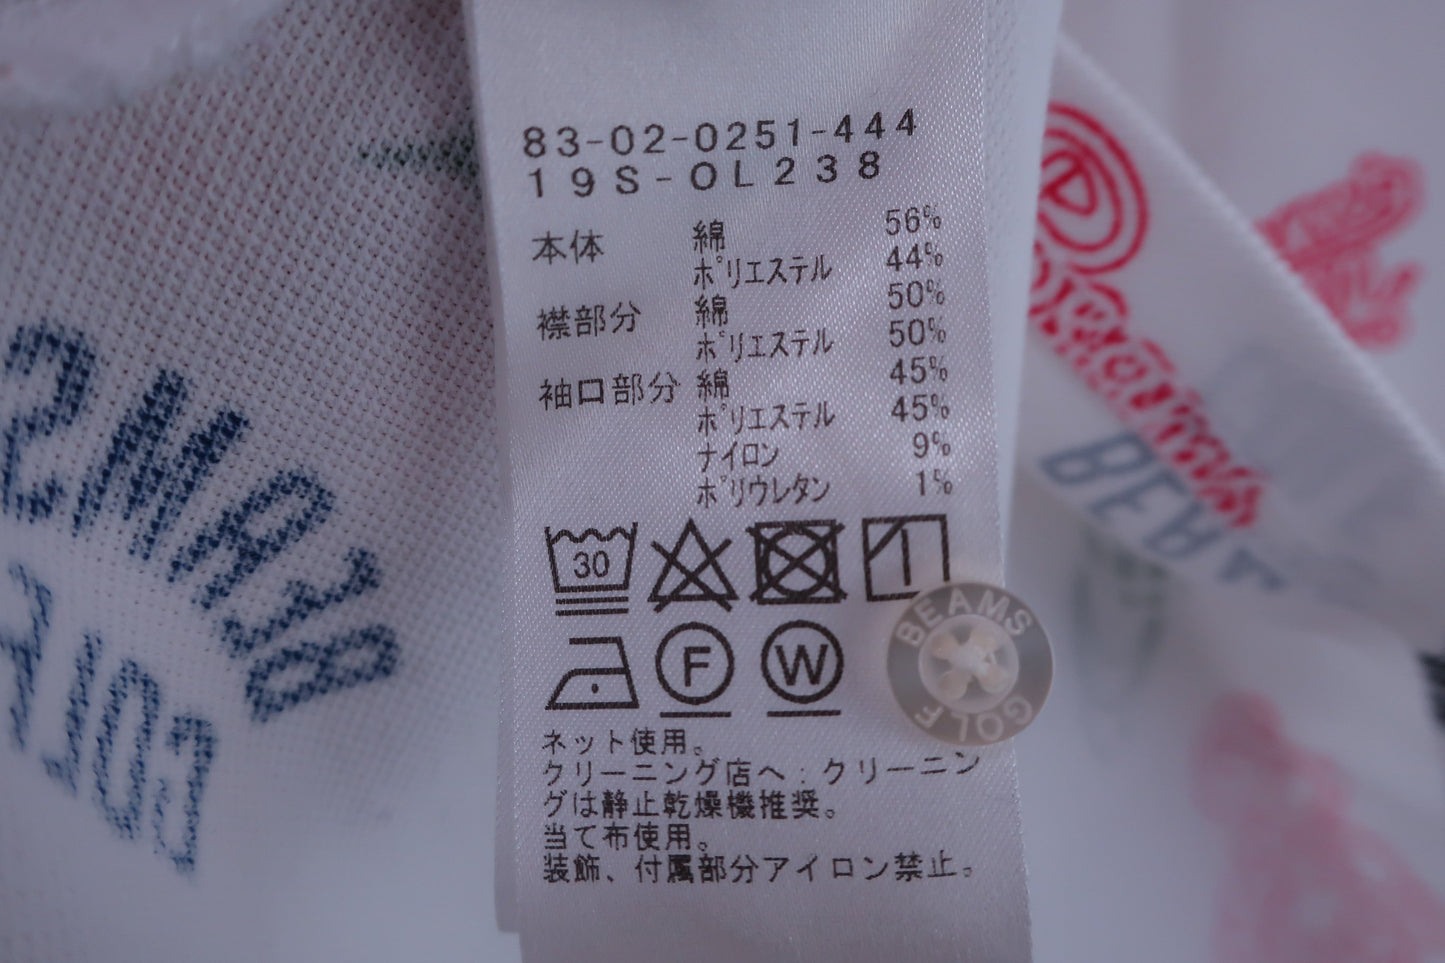 83-02-0251-444
19S-OL238
本体 綿 56%
ポリエステル 44%
襟部分 綿 50%
ポリエステル 50%
袖口部分 綿 45%
ポリエステル 45%
ナイロン 9%
ポリウレタン 1%
30
F W
ネット使用。
クリーニング店へ:クリーニン
グは静止乾燥機推奨。
当て布使用。
装飾、付属部分アイロン禁止。
BEAMS
GOLF